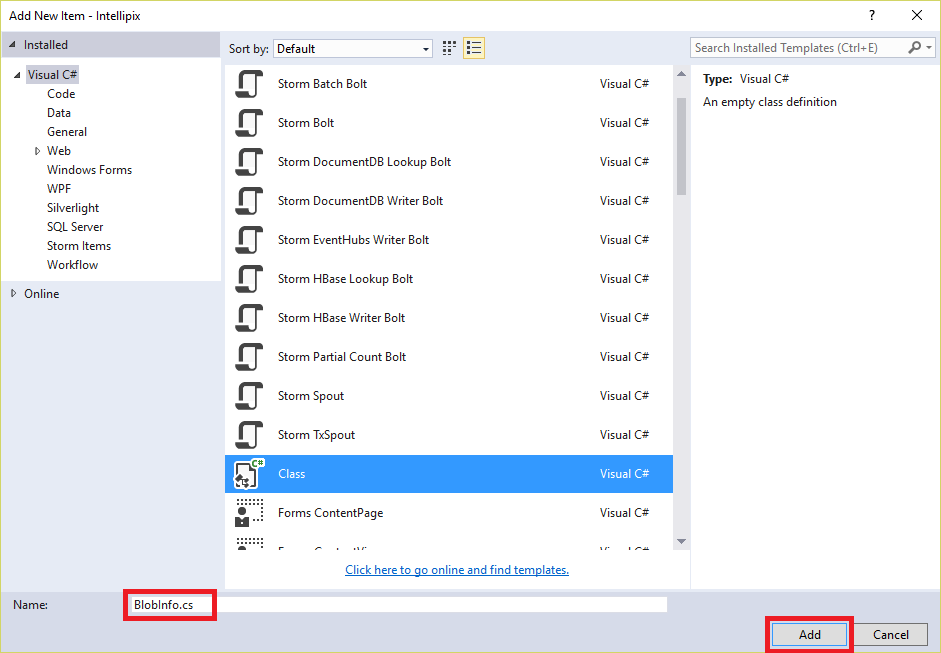 Add New Item - Intellipix
?
Installed
Sort by: Default
Search Installed Templates (Ctrl+E)
Visual C#
Code
Data
General
Web
Windows Forms
WPF
Silverlight
SQL Server
Storm Items
Workflow
Online
Storm Batch Bolt Visual C#
Storm Bolt Visual C#
Storm DocumentDB Lookup Bolt Visual C#
Storm DocumentDB Writer Bolt Visual C#
Storm EventHubs Writer Bolt Visual C#
Storm HBase Lookup Bolt Visual C#
Storm HBase Writer Bolt Visual C#
Storm Partial Count Bolt Visual C#
Storm Spout Visual C#
Storm TxSpout Visual C#
C#
Class Visual C#
Forms ContentPage Visual C#
Click here to go online and find templates.
Type: Visual C#
An empty class definition
Name: BlobInfo.cs
Add Cancel